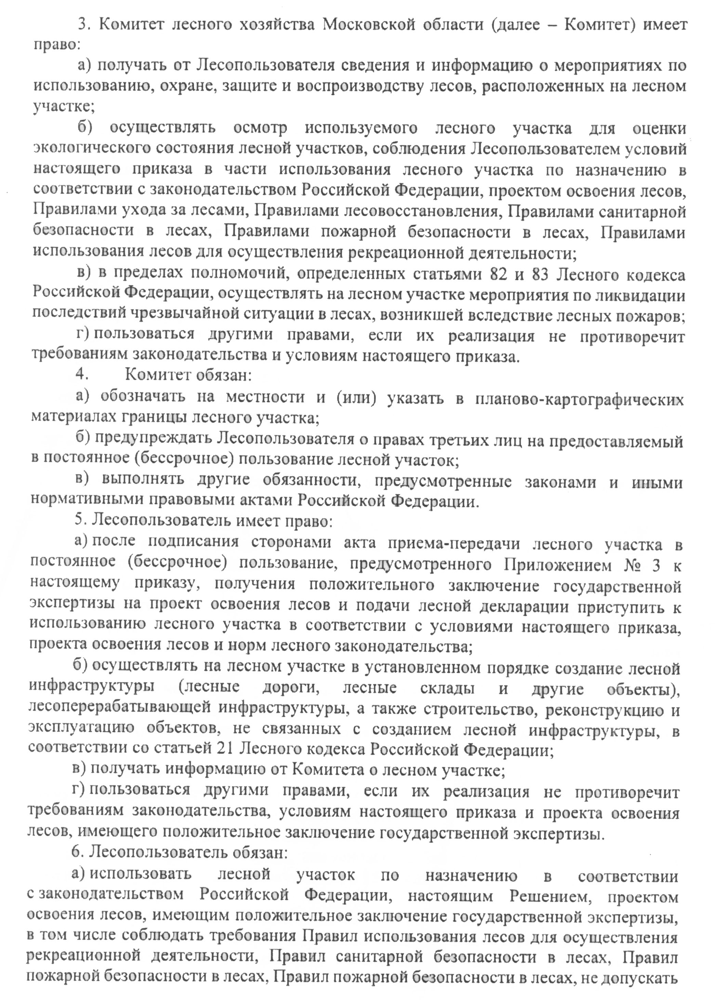 3. Комитет лесного хозяйства Московской области (далее – Комитет) имеет
право:
а) получать от Лесопользователя сведения и информацию о мероприятиях по
использованию, охране, защите и воспроизводству лесов, расположенных на лесном
участке;
б) осуществлять осмотр используемого лесного участка для оценки
экологического состояния лесной участков, соблюдения Лесопользователем условий
настоящего приказа в части использования лесного участка по назначению в
соответствии с законодательством Российской Федерации, проектом освоения лесов,
Правилами ухода за лесами, Правилами лесовосстановления, Правилами санитарной
безопасности в лесах, Правилами пожарной безопасности в лесах, Правилами
использования лесов для осуществления рекреационной деятельности;
в) в пределах полномочий, определенных статьями 82 и 83 Лесного кодекса
Российской Федерации, осуществлять на лесном участке мероприятия по ликвидации
последствий чрезвычайной ситуации в лесах, возникшей вследствие лесных пожаров;
г) пользоваться другими правами, если их реализация не противоречит
требованиям законодательства и условиям настоящего приказа.
4. Комитет обязан:
а) обозначать на местности и (или) указать в планово-картографических
материалах границы лесного участка;
б) предупреждать Лесопользователя о правах третьих лиц на предоставляемый
в постоянное (бессрочное) пользование лесной участок;
в) выполнять другие обязанности, предусмотренные законами и иными
нормативными правовыми актами Российской Федерации.
5. Лесопользователь имеет право:
а) после подписания сторонами акта приема-передачи лесного участка в
постоянное (бессрочное) пользование, предусмотренного Приложением № 3 к
настоящему приказу, получения положительного заключение государственной
экспертизы на проект освоения лесов и подачи лесной декларации приступить к
использованию лесного участка в соответствии с условиями настоящего приказа,
проекта освоения лесов и норм лесного законодательства;
б) осуществлять на лесном участке в установленном порядке создание лесной
инфраструктуры (лесные дороги, лесные склады и другие объекты),
лесоперерабатывающей инфраструктуры, а также строительство, реконструкцию и
эксплуатацию объектов, не связанных с созданием лесной инфраструктуры, в
соответствии со статьей 21 Лесного кодекса Российской Федерации;
в) получать информацию от Комитета о лесном участке;
г) пользоваться другими правами, если их реализация не противоречит
требованиям законодательства, условиям настоящего приказа и проекта освоения
лесов, имеющего положительное заключение государственной экспертизы.
6. Лесопользователь обязан:
а) использовать лесной участок по назначению в соответствии
с законодательством Российской Федерации, настоящим Решением, проектом
освоения лесов, имеющим положительное заключение государственной экспертизы,
в том числе соблюдать требования Правил использования лесов для осуществления
рекреационной деятельности, Правил санитарной безопасности в лесах, Правил
пожарной безопасности в лесах, Правил пожарной безопасности в лесах, не допускать